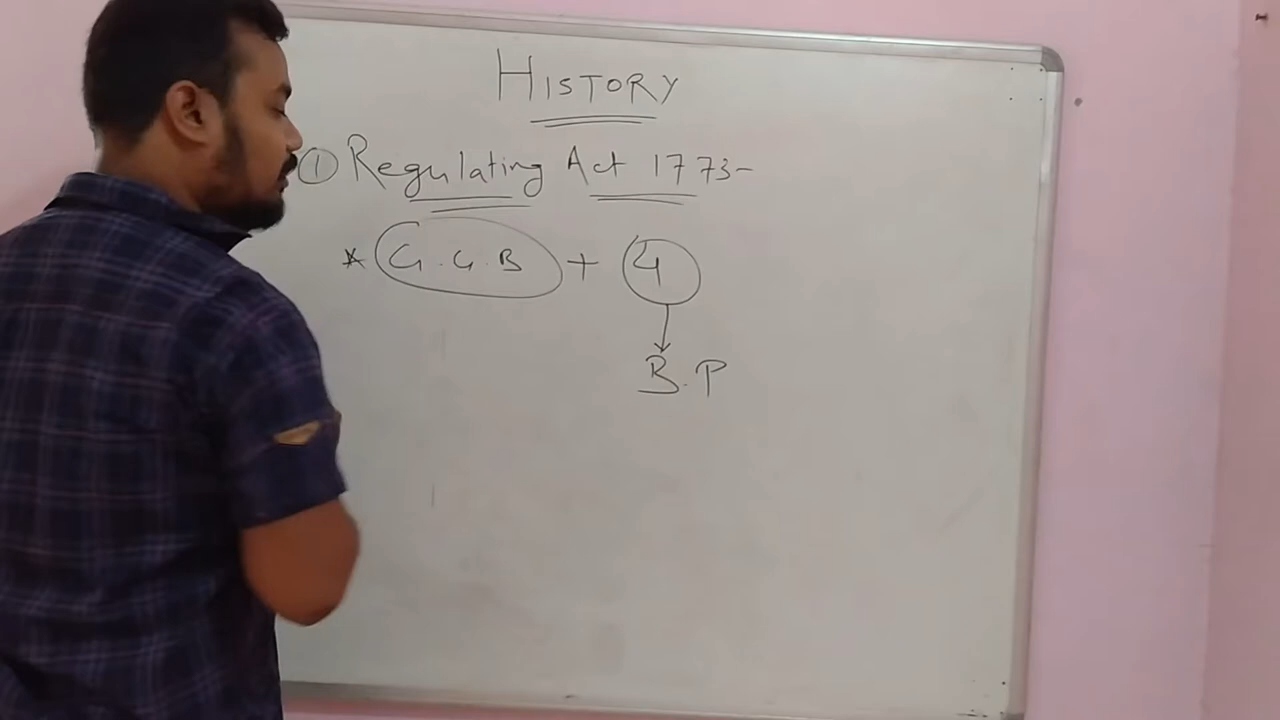 HISTORY
① Regulating Act 1773-
* G.G.B + 4
B.P